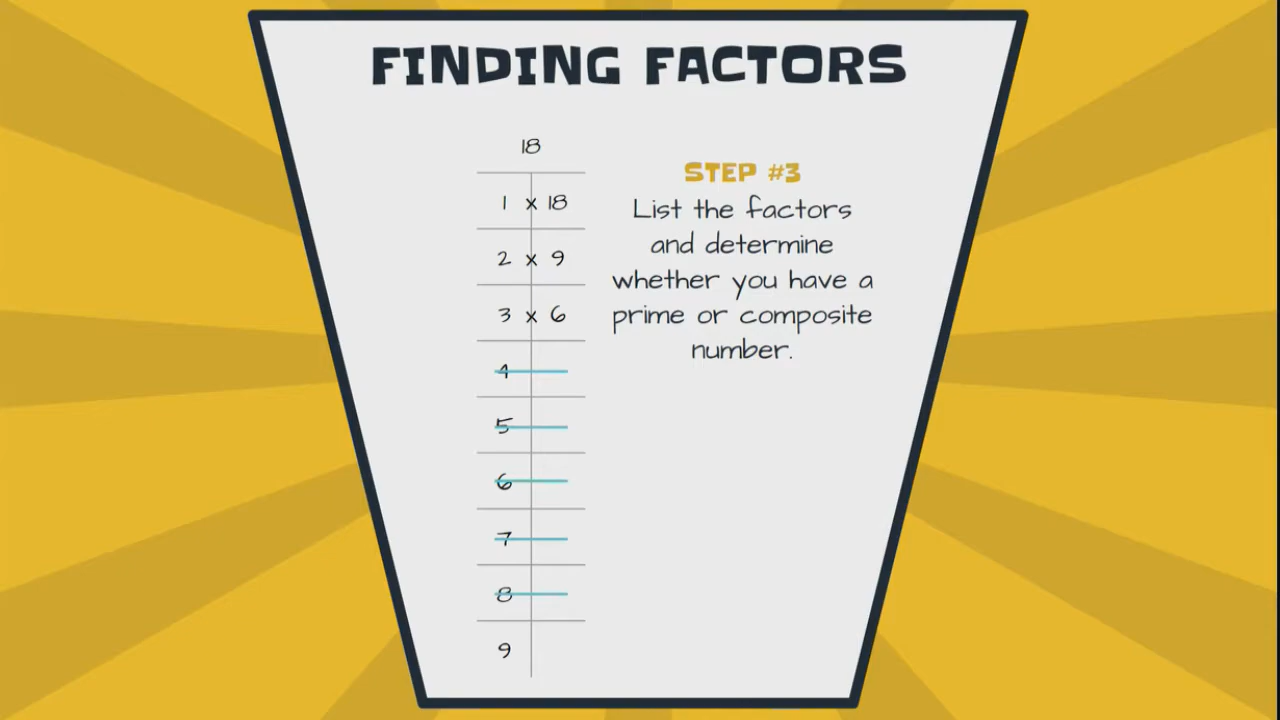 FINDING FACTORS
18
1 x 18
2 x 9
3 x 6
4
5
6
7
8
9
STEP #3
List the factors
and determine
whether you have a
prime or composite
number.